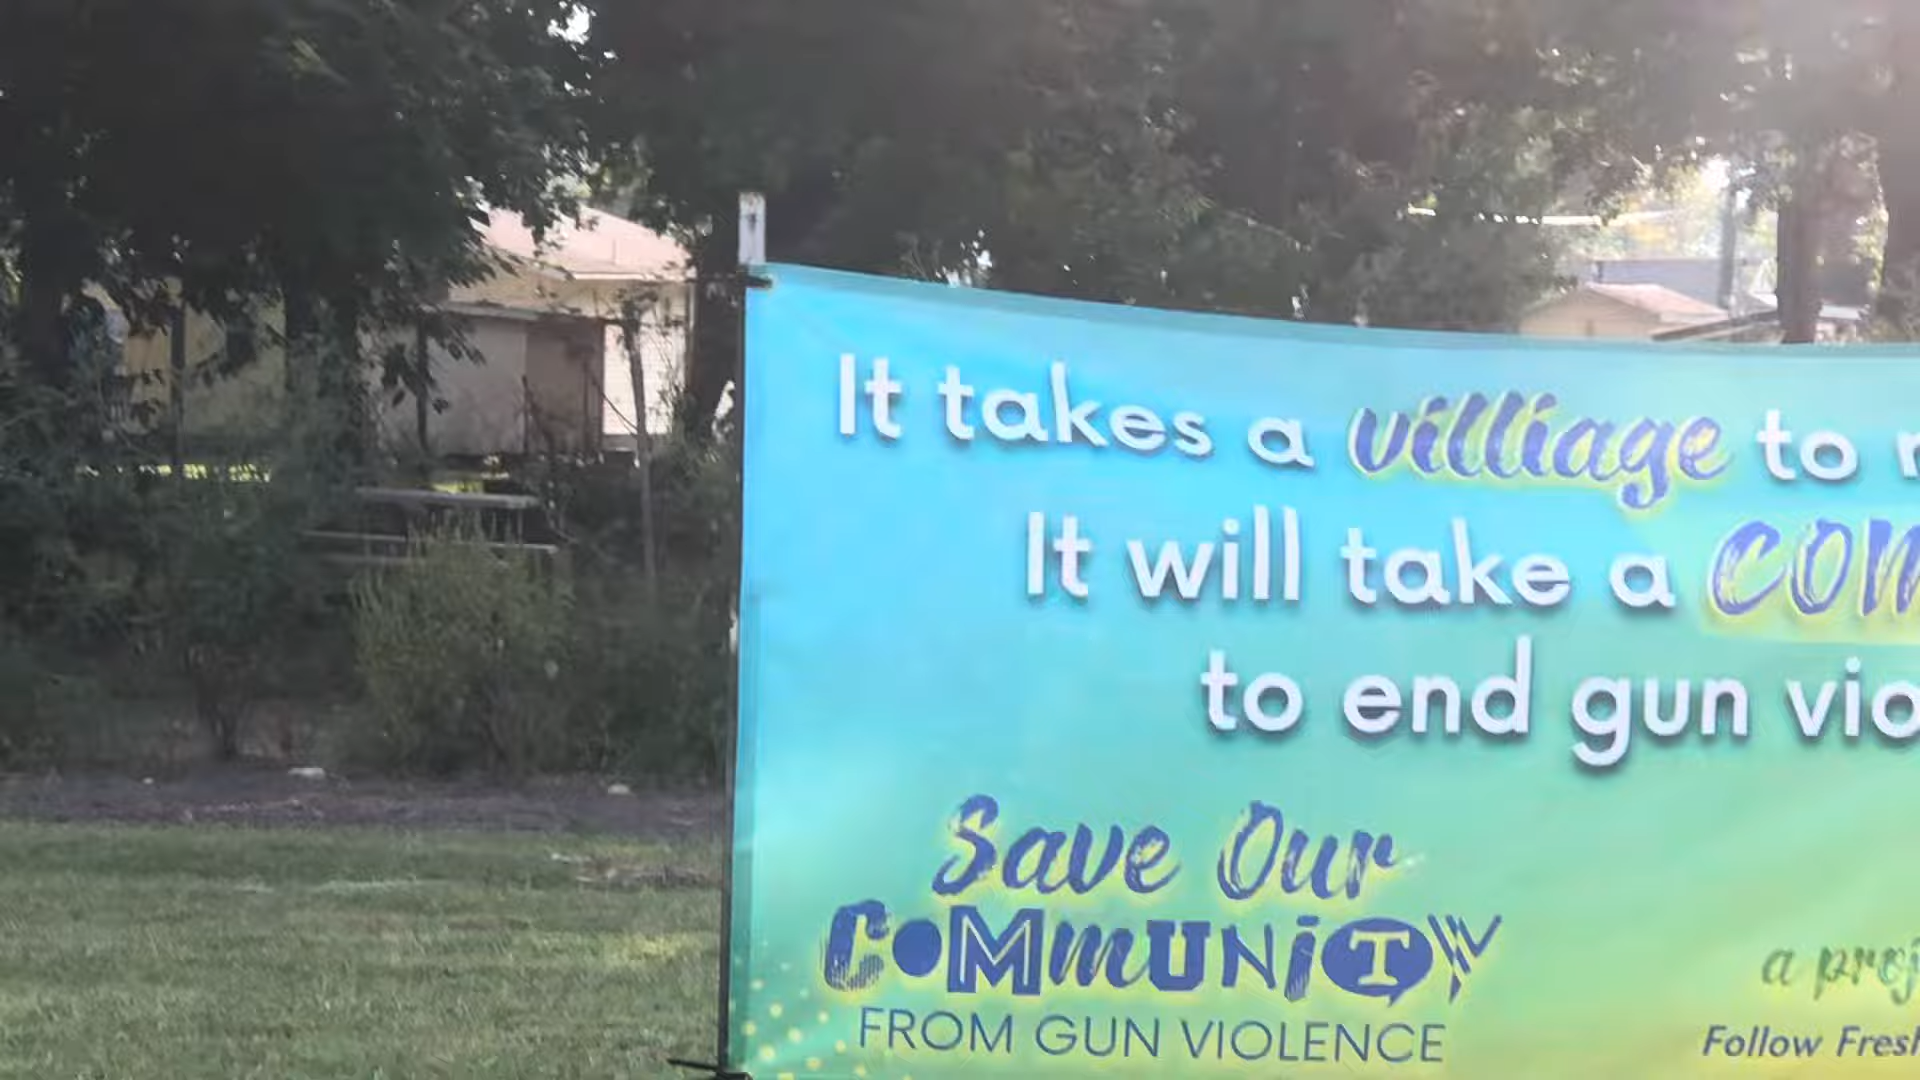 It takes a villiage to
It will take a
to end gun
Save Our
COMMUNITY
FROM GUN VIOLENCE
a
Follow